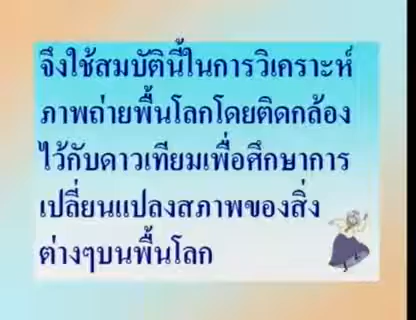 จึงใช้สมบัตินี้ในการวิเคราะห์
ภาพถ่ายพื้นโลกโดยติดกล้อง
ไว้กับดาวเทียมเพื่อศึกษาการ
เปลี่ยนแปลงสภาพของสิ่ง
ต่างๆบนพื้นโลก